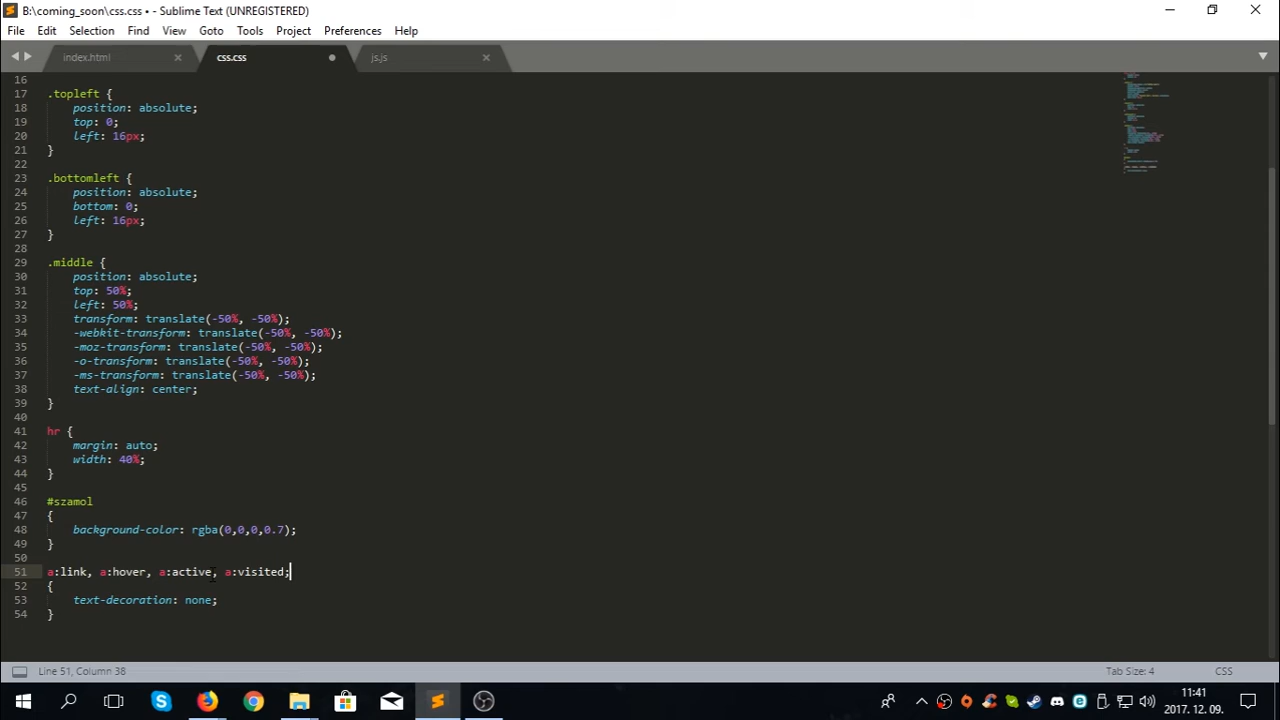 B:\coming_soon\css.css • - Sublime Text (UNREGISTERED)
File Edit Selection Find View Goto Tools Project Preferences Help
index.html css.css js.js
16
17 .topleft {
18 position: absolute;
19 top: 0;
20 left: 16px;
21 }
22
23 .bottomleft {
24 position: absolute;
25 bottom: 0;
26 left: 16px;
27 }
28
29 .middle {
30 position: absolute;
31 top: 50%;
32 left: 50%;
33 transform: translate(-50%, -50%);
34 -webkit-transform: translate(-50%, -50%);
35 -moz-transform: translate(-50%, -50%);
36 -o-transform: translate(-50%, -50%);
37 -ms-transform: translate(-50%, -50%);
38 text-align: center;
39 }
40
41 hr {
42 margin: auto;
43 width: 40%;
44 }
45
46 #szamol
47 {
48 background-color: rgba(0,0,0,0.7);
49 }
50
51 a:link, a:hover, a:active, a:visited;
52 {
53 text-decoration: none;
54 }
Line 51, Column 38 Tab Size: 4 CSS
11:41
2017. 12. 09.